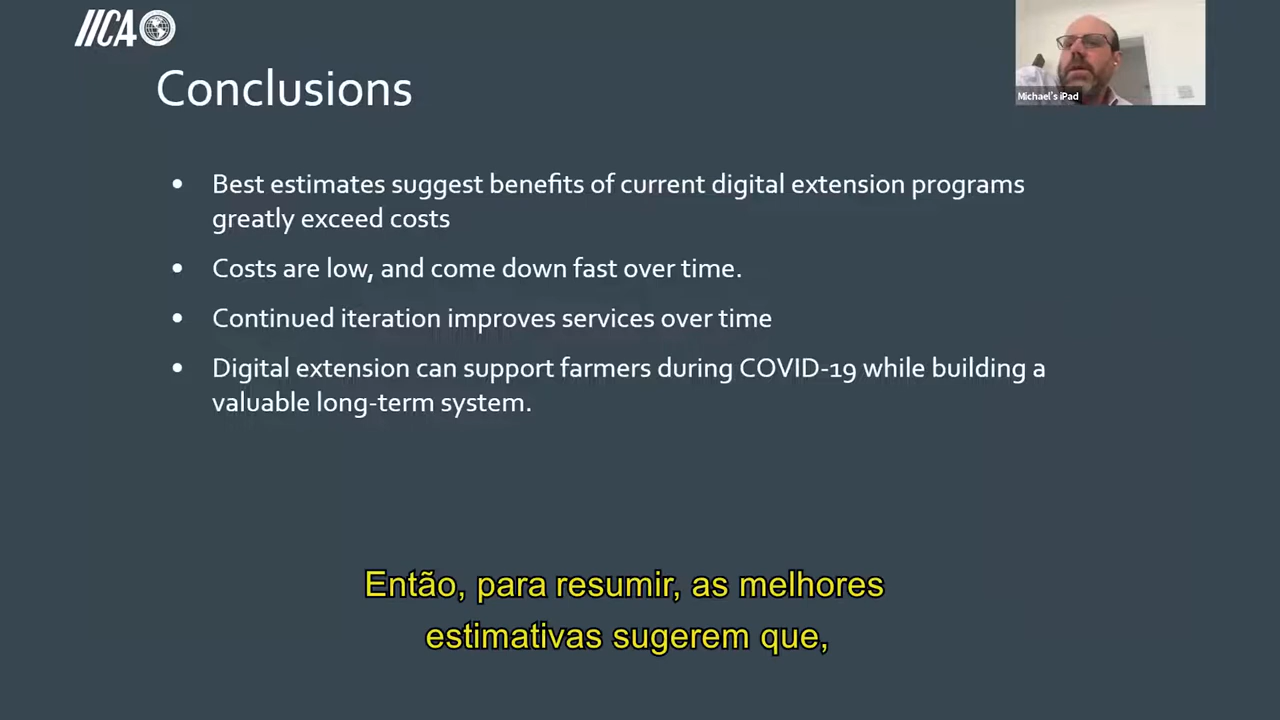 IICA
Conclusions
Michael's iPad
• Best estimates suggest benefits of current digital extension programs
greatly exceed costs
• Costs are low, and come down fast over time.
• Continued iteration improves services over time
• Digital extension can support farmers during COVID-19 while building a
valuable long-term system.
Então, para resumir, as melhores
estimativas sugerem que,